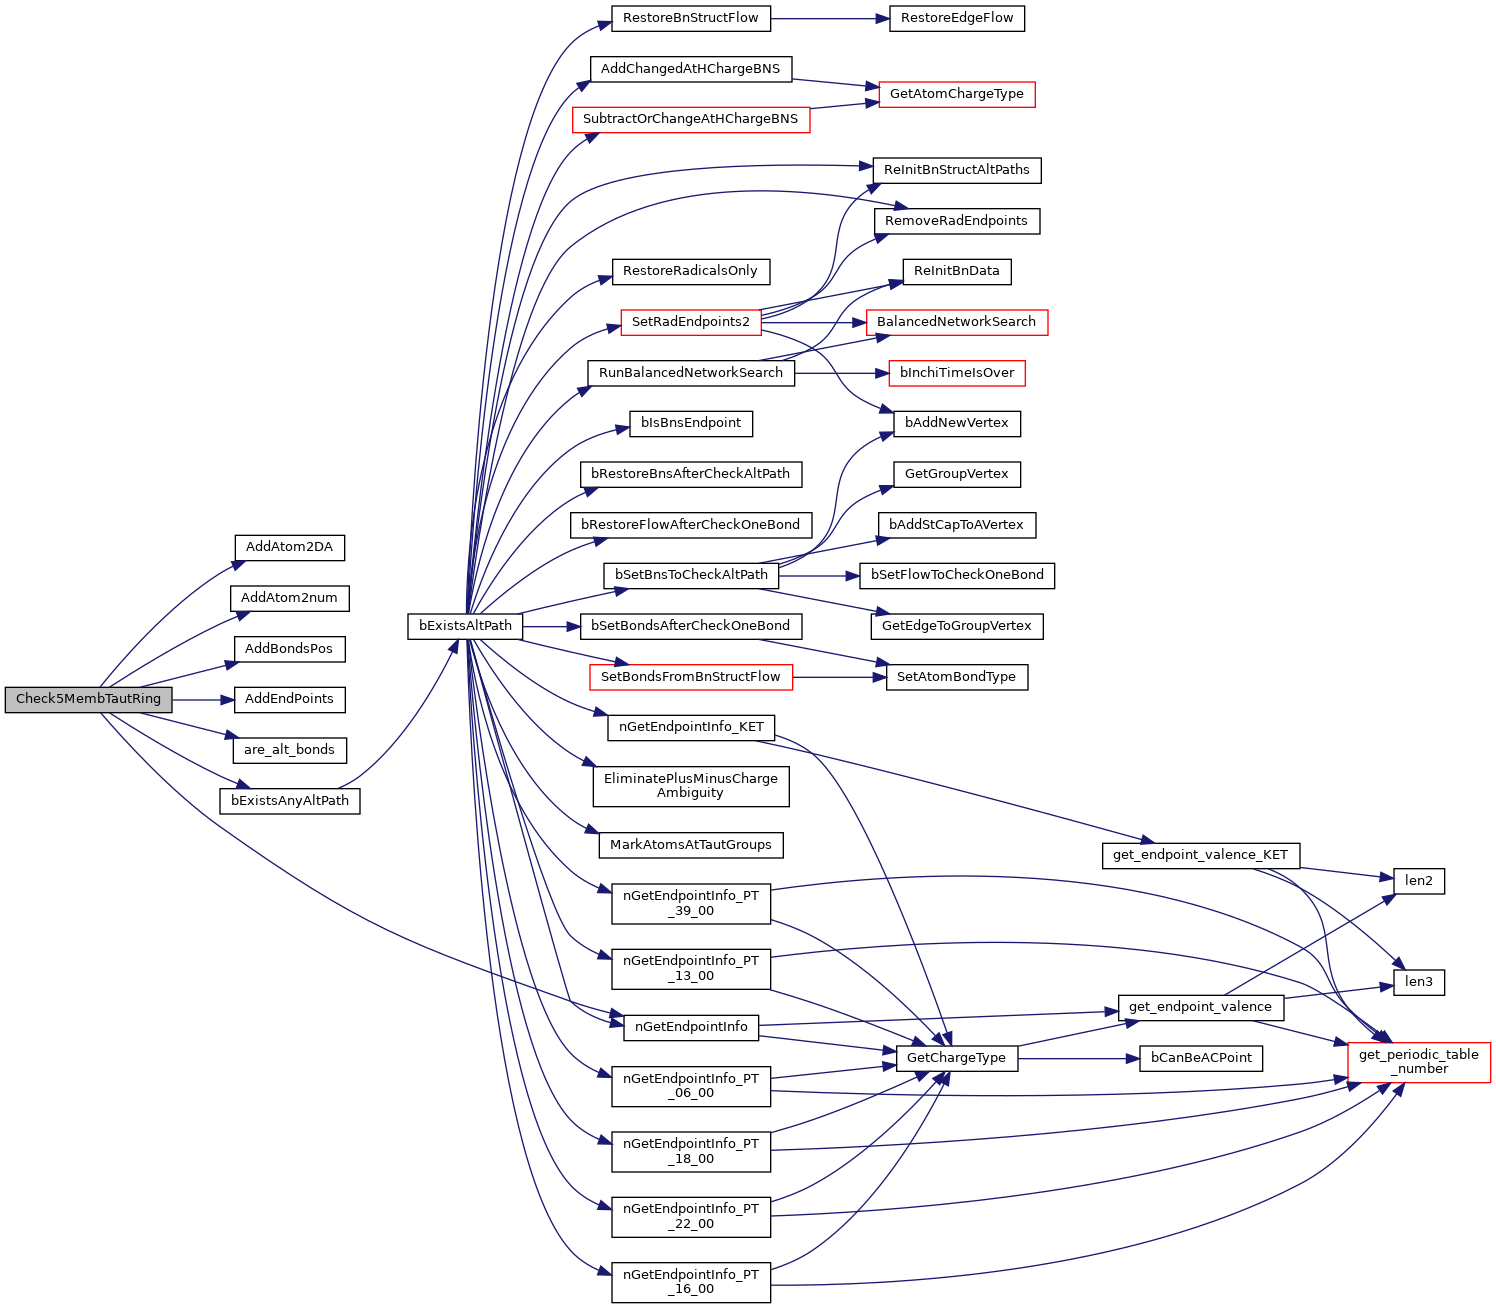 RestoreBnStructFlow
RestoreEdgeFlow
AddChangedAtHChargeBNS
GetAtomChargeType
SubtractOrChangeAtHChargeBNS
ReInitBnStructAltPaths
RemoveRadEndpoints
RestoreRadicalsOnly
ReInitBnData
SetRadEndpoints2
BalancedNetworkSearch
RunBalancedNetworkSearch
bInchiTimeIsOver
bIsBnsEndpoint
bAddNewVertex
bRestoreBnsAfterCheckAltPath
GetGroupVertex
bRestoreFlowAfterCheckOneBond
bAddStCapToAVertex
AddAtom2DA
bSetBnsToCheckAltPath
bSetFlowToCheckOneBond
AddAtom2num
bExistsAltPath
bSetBondsAfterCheckOneBond
GetEdgeToGroupVertex
AddBondsPos
SetBondsFromBnStructFlow
SetAtomBondType
Check5MembTautRing
AddEndPoints
nGetEndpointInfo_KET
are_alt_bonds
EliminatePlusMinusCharge
Ambiguity
bExistsAnyAltPath
MarkAtomsAtTautGroups
get_endpoint_valence_KET
len2
nGetEndpointInfo_PT
_39_00
nGetEndpointInfo_PT
_13_00
len3
get_endpoint_valence
nGetEndpointInfo
GetChargeType
bCanBeACPoint
get_periodic_table
_number
nGetEndpointInfo_PT
_06_00
nGetEndpointInfo_PT
_18_00
nGetEndpointInfo_PT
_22_00
nGetEndpointInfo_PT
_16_00